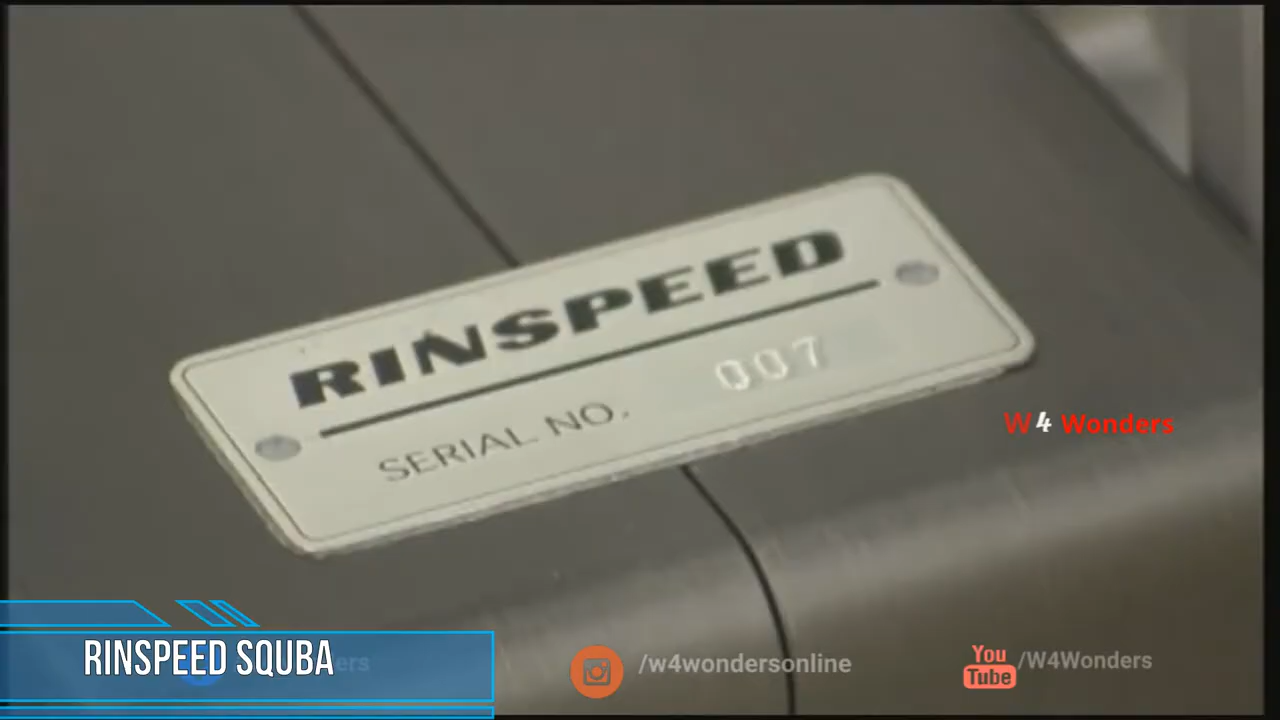 RINSPEED
SERIAL NO. 007
W4 Wonders
RINSPEED SQUBA
/w4wondersonline
You
Tube
/W4Wonders